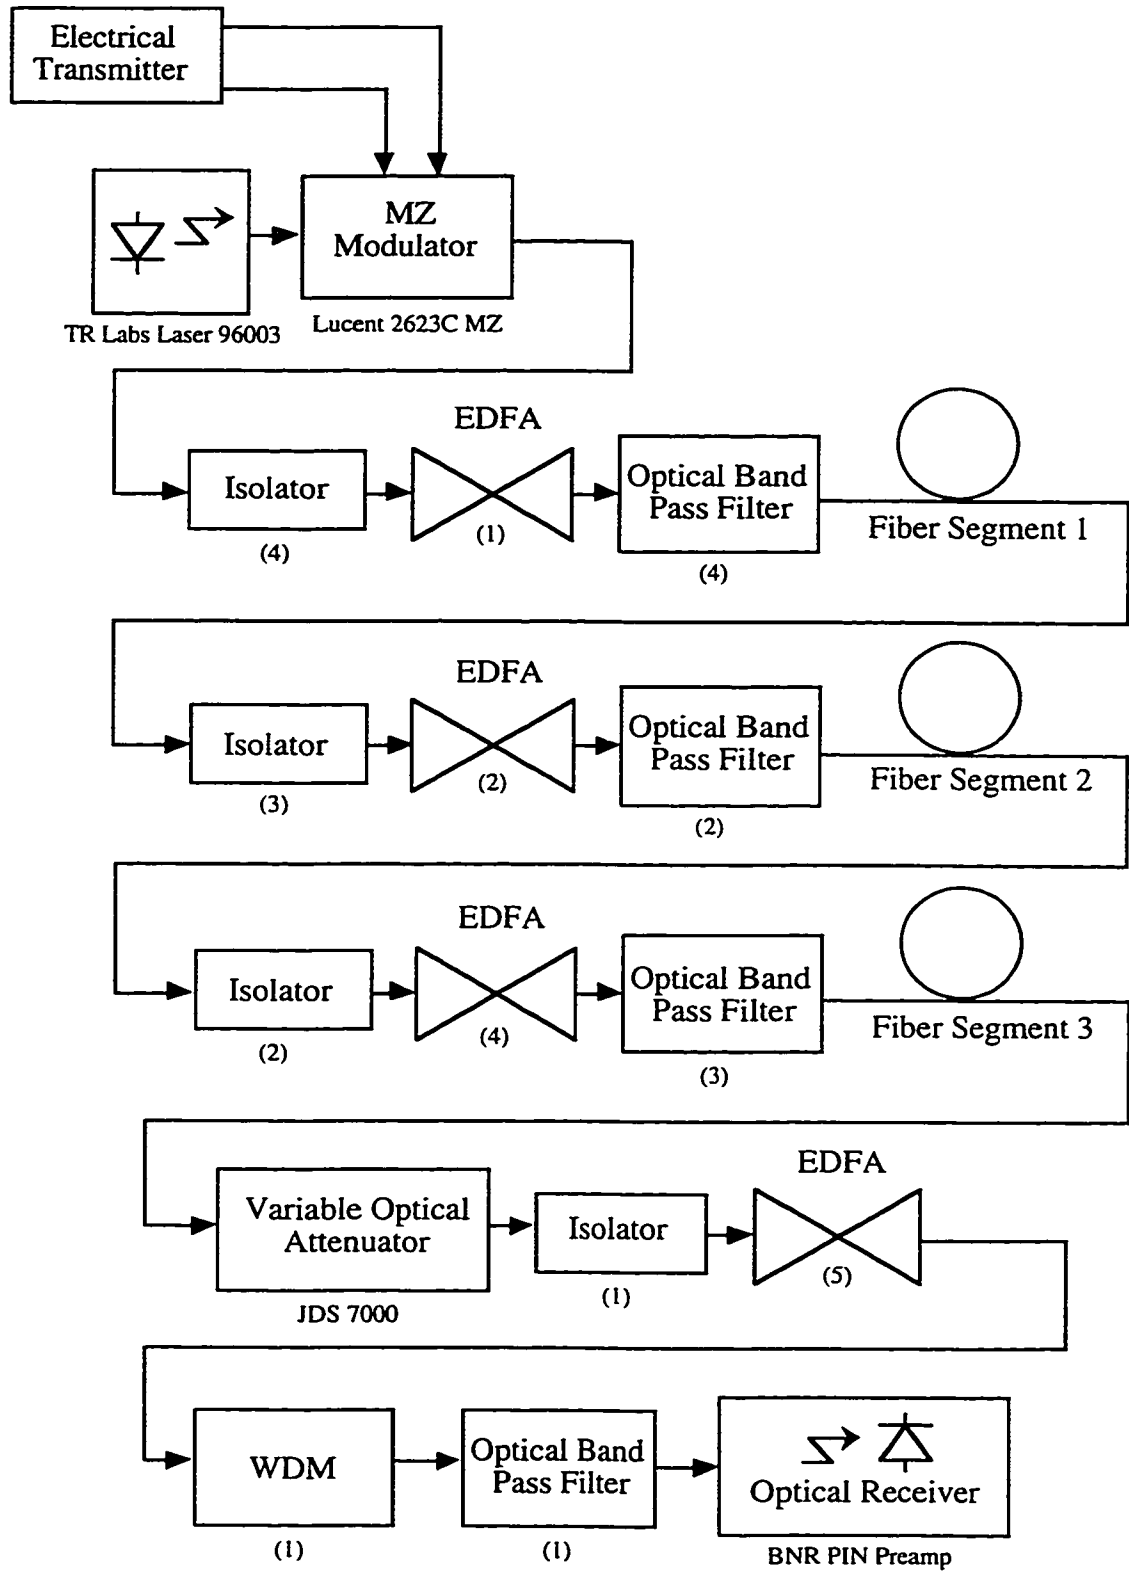 Electrical
Transmitter
MZ
Modulator
TR Labs Laser 96003
Lucent 2623C MZ
EDFA
Isolator
(4)
(1)
Optical Band
Pass Filter
(4)
Fiber Segment 1
EDFA
Isolator
(3)
(2)
Optical Band
Pass Filter
(2)
Fiber Segment 2
EDFA
Isolator
(2)
(4)
Optical Band
Pass Filter
(3)
Fiber Segment 3
Variable Optical
Attenuator
JDS 7000
Isolator
(1)
EDFA
(5)
WDM
(1)
Optical Band
Pass Filter
(1)
Optical Receiver
BNR PIN Preamp